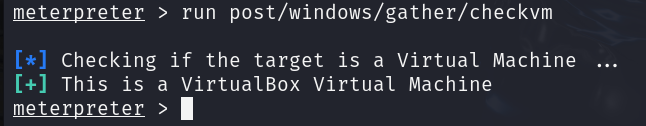 meterpreter > run post/windows/gather/checkvm
[*] Checking if the target is a Virtual Machine ...
[+] This is a VirtualBox Virtual Machine
meterpreter >